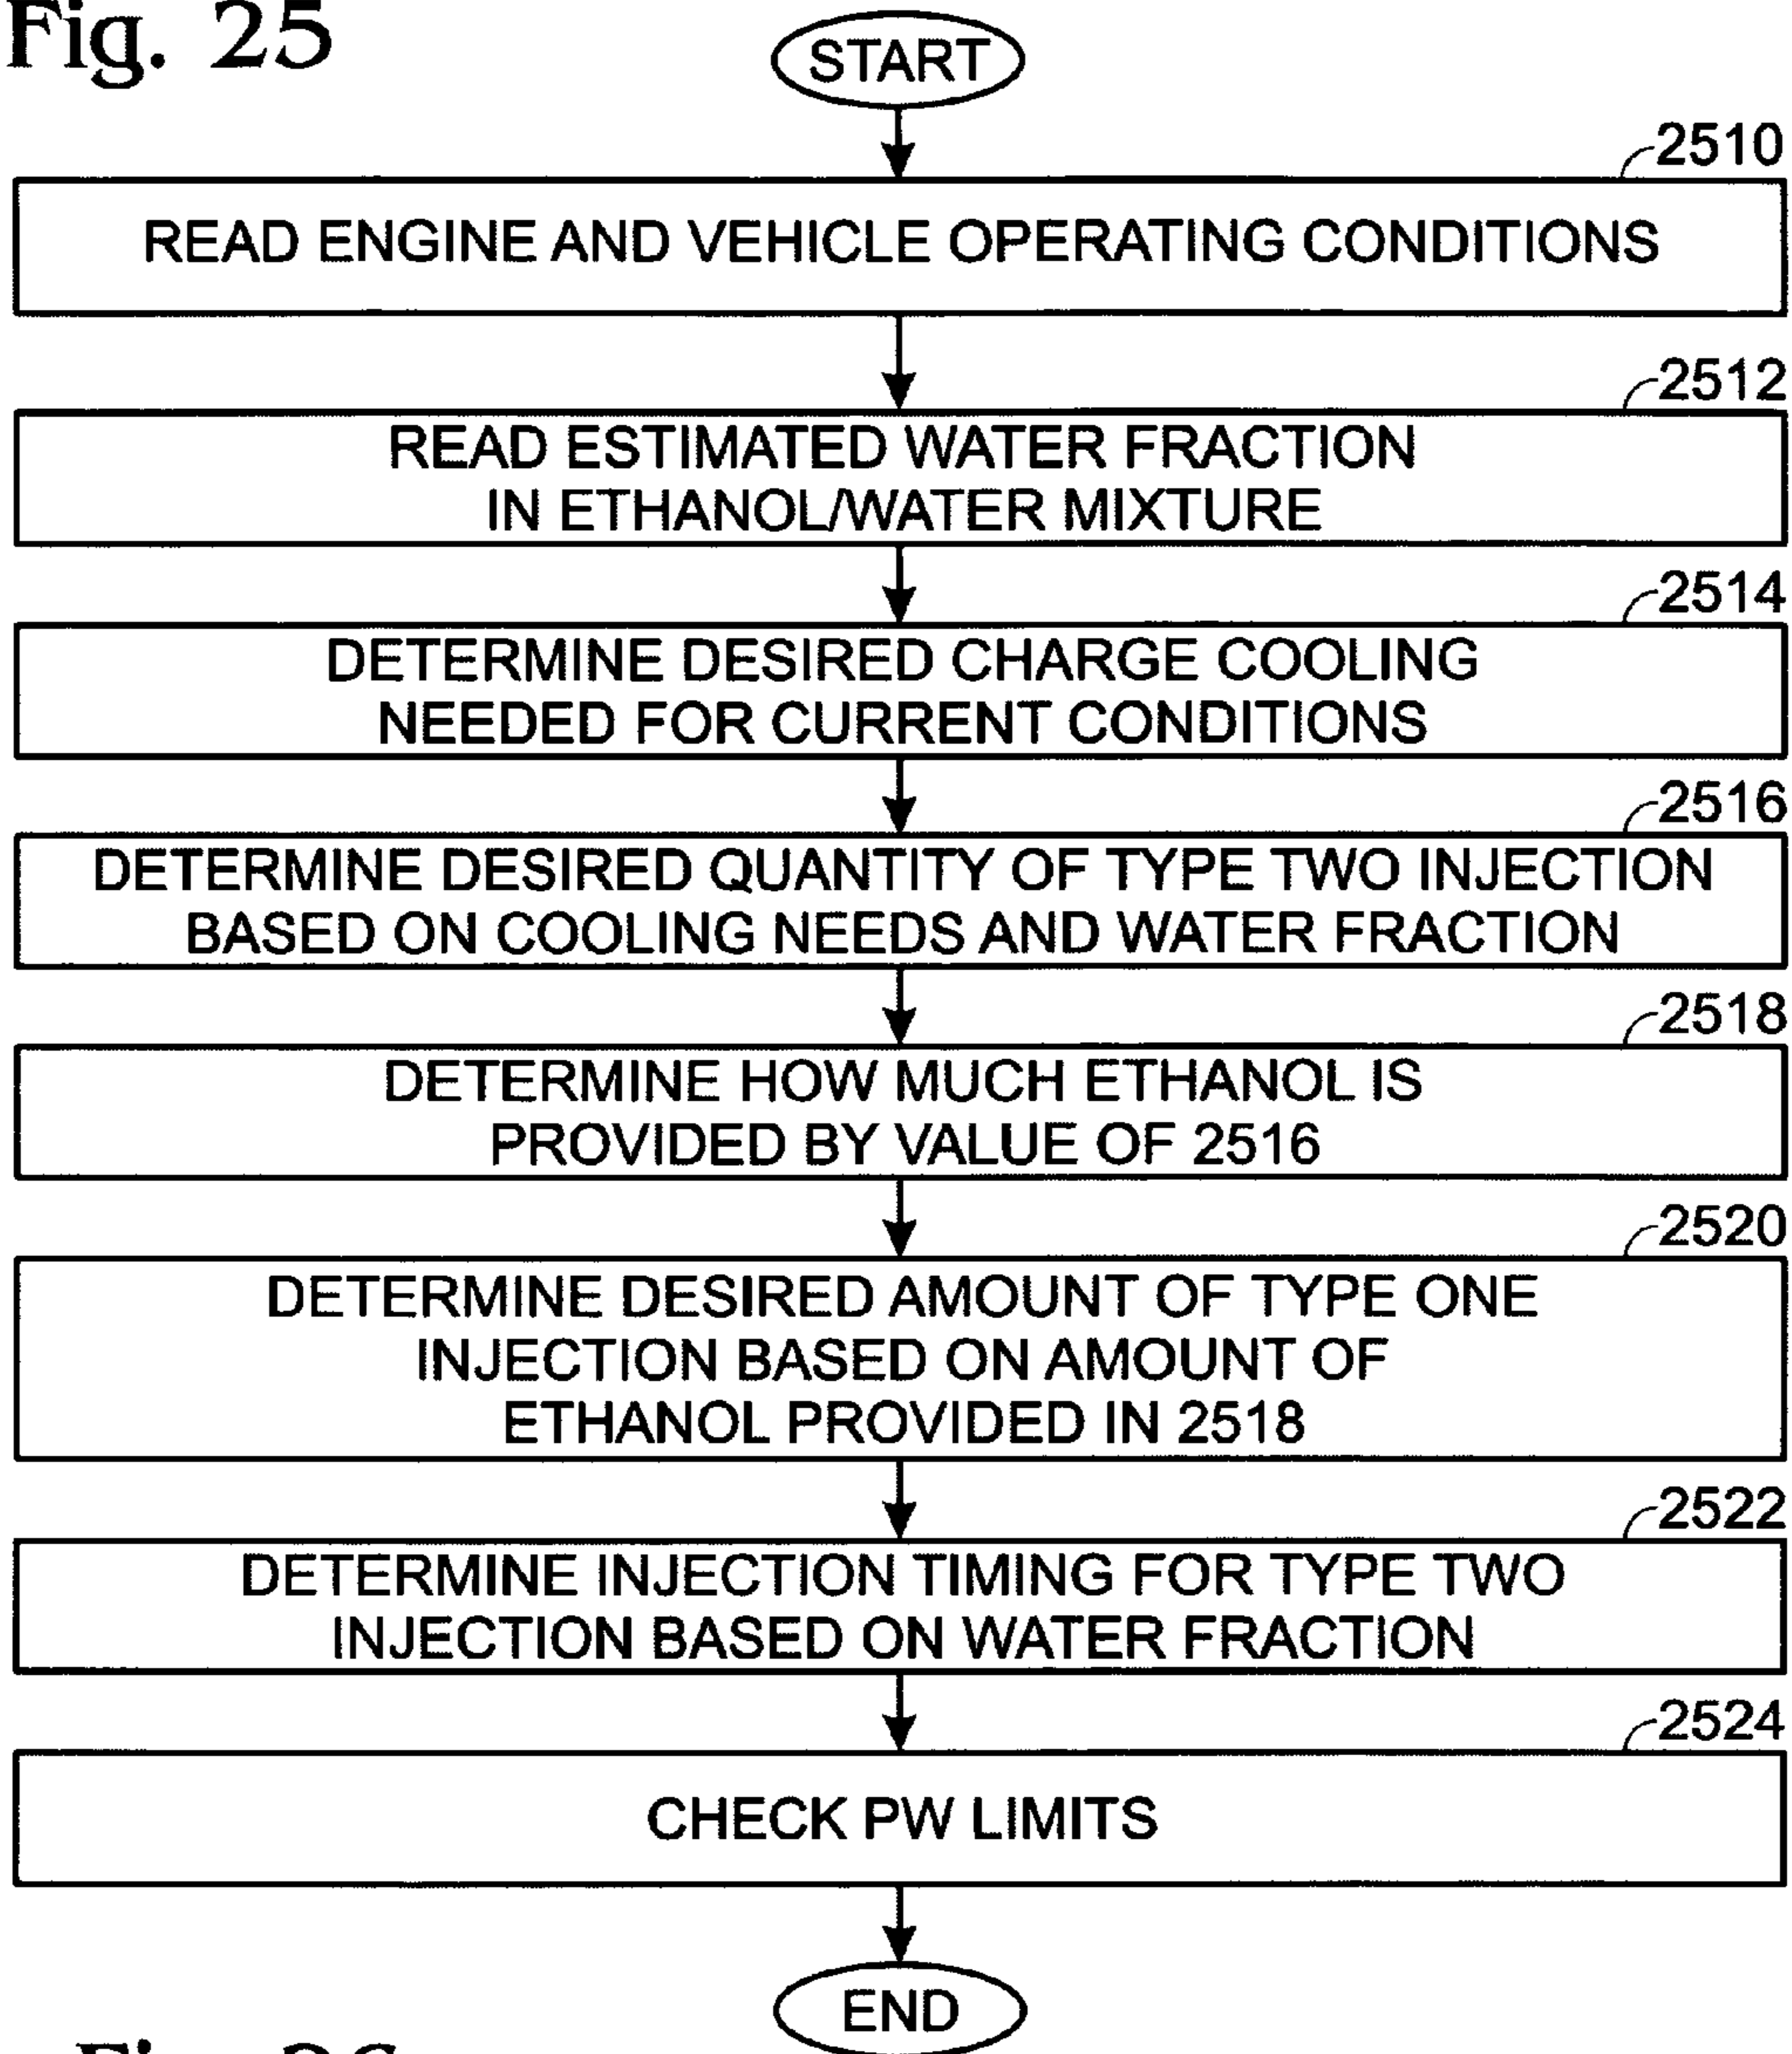 Fig. 25
START
2510
READ ENGINE AND VEHICLE OPERATING CONDITIONS
2512
READ ESTIMATED WATER FRACTION
IN ETHANOL/WATER MIXTURE
2514
DETERMINE DESIRED CHARGE COOLING
NEEDED FOR CURRENT CONDITIONS
2516
DETERMINE DESIRED QUANTITY OF TYPE TWO INJECTION
BASED ON COOLING NEEDS AND WATER FRACTION
2518
DETERMINE HOW MUCH ETHANOL IS
PROVIDED BY VALUE OF 2516
2520
DETERMINE DESIRED AMOUNT OF TYPE ONE
INJECTION BASED ON AMOUNT OF
ETHANOL PROVIDED IN 2518
2522
DETERMINE INJECTION TIMING FOR TYPE TWO
INJECTION BASED ON WATER FRACTION
2524
CHECK PW LIMITS
END